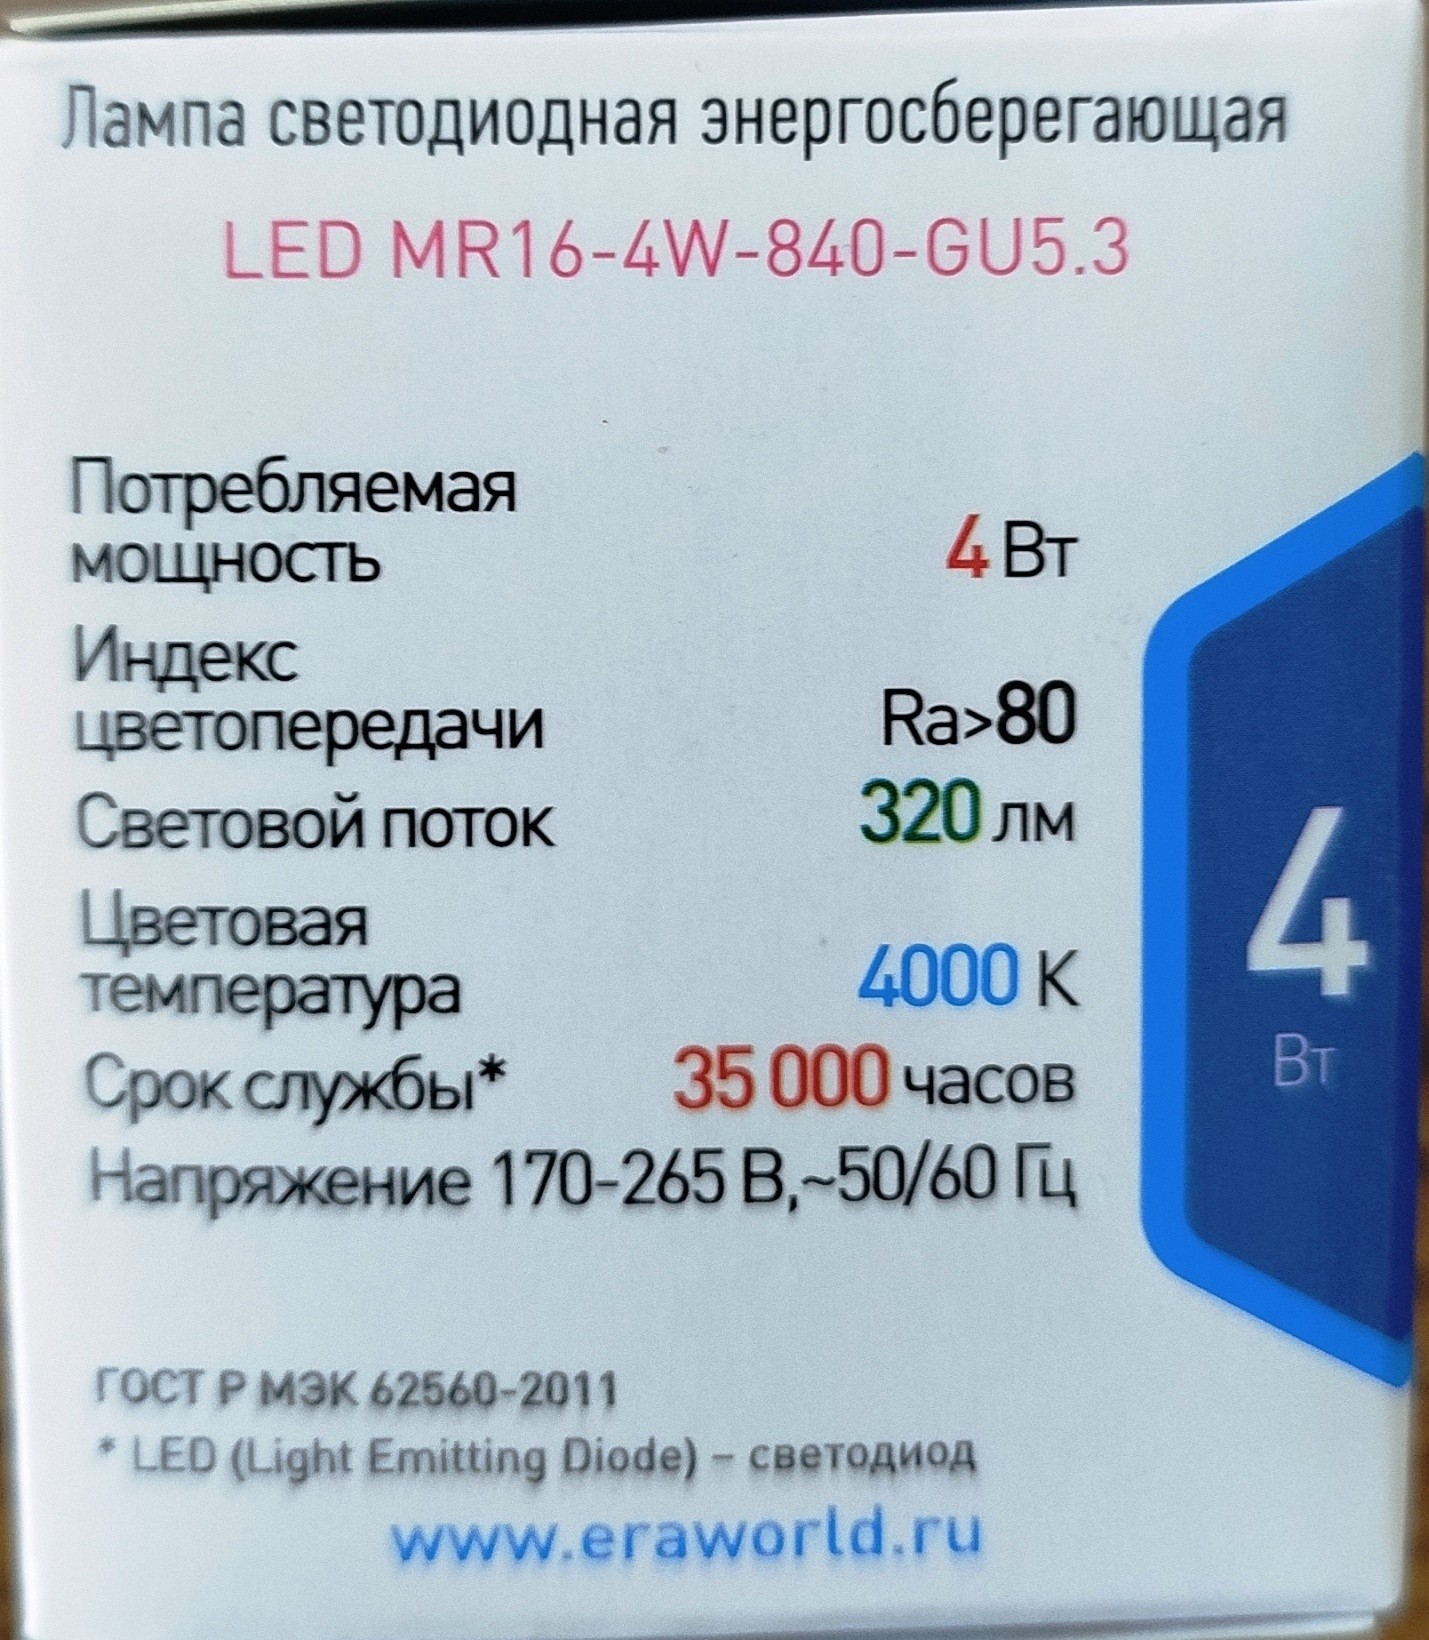 Лампа светодиодная энергосберегающая
LED MR16-4W-840-GU5.3
Потребляемая
мощность 4 Вт
Индекс
цветопередачи Ra>80
Световой поток 320 лм
Цветовая
температура 4000 К
Срок службы* 35 000 часов
Напряжение 170-265 В,~50/60 Гц
4
Вт
ГОСТ Р МЭК 62560-2011
* LED (Light Emitting Diode) – светодиод
www.eraworld.ru